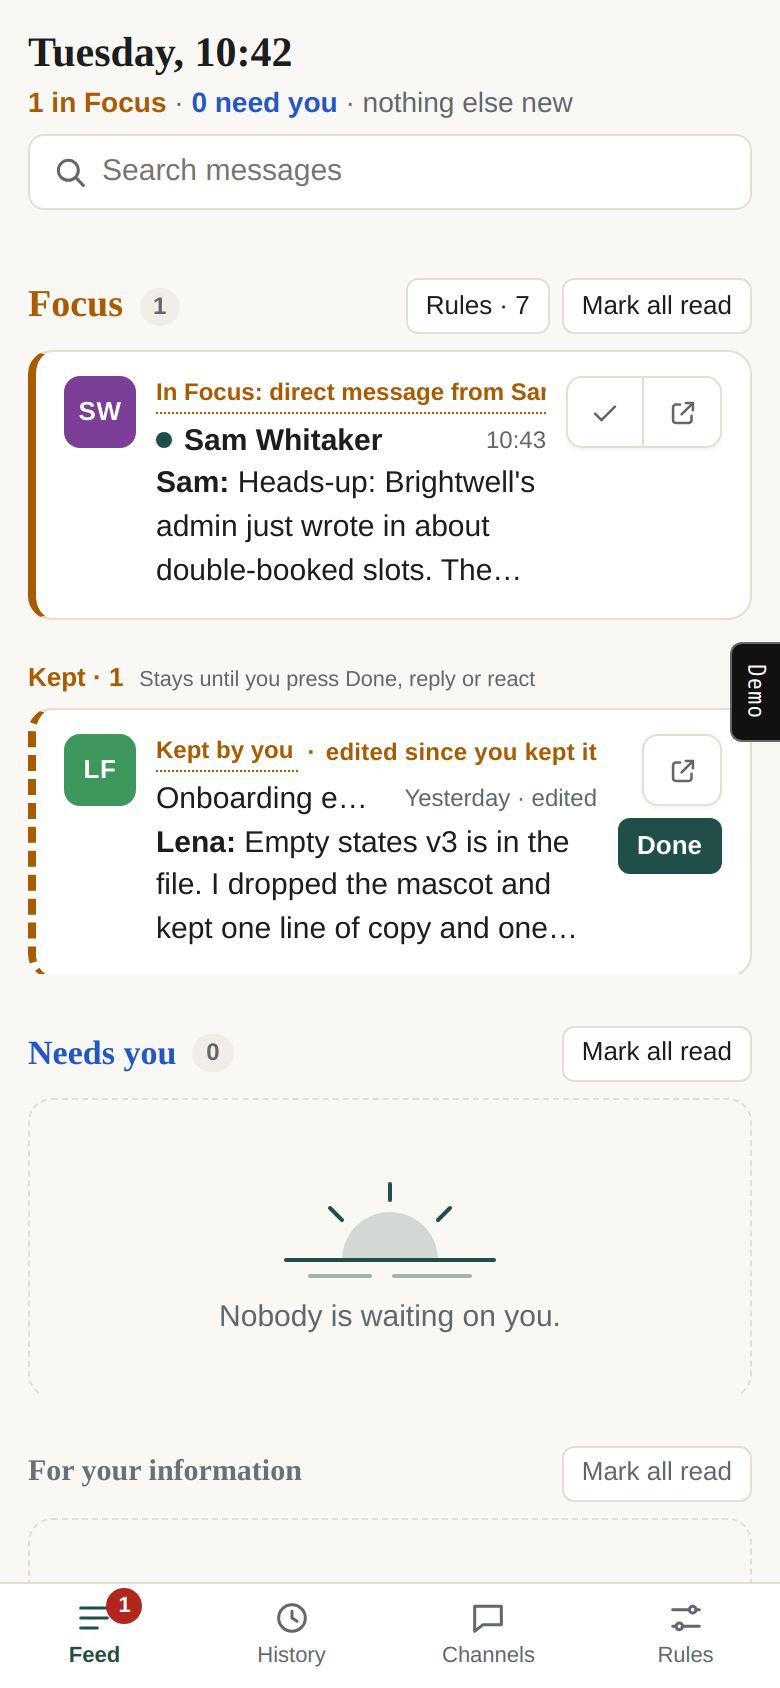 Tuesday, 10:42
1 in Focus · 0 need you · nothing else new
Search messages
Focus 1 Rules · 7 Mark all read
SW In Focus: direct message from Sam
Sam Whitaker 10:43
Sam: Heads-up: Brightwell's
admin just wrote in about
double-booked slots. The…
Kept · 1 Stays until you press Done, reply or react
Demo
LF Kept by you · edited since you kept it
Onboarding e… Yesterday · edited
Lena: Empty states v3 is in the
Done
file. I dropped the mascot and
kept one line of copy and one…
Needs you 0 Mark all read
Nobody is waiting on you.
For your information Mark all read
1
Feed History Channels Rules